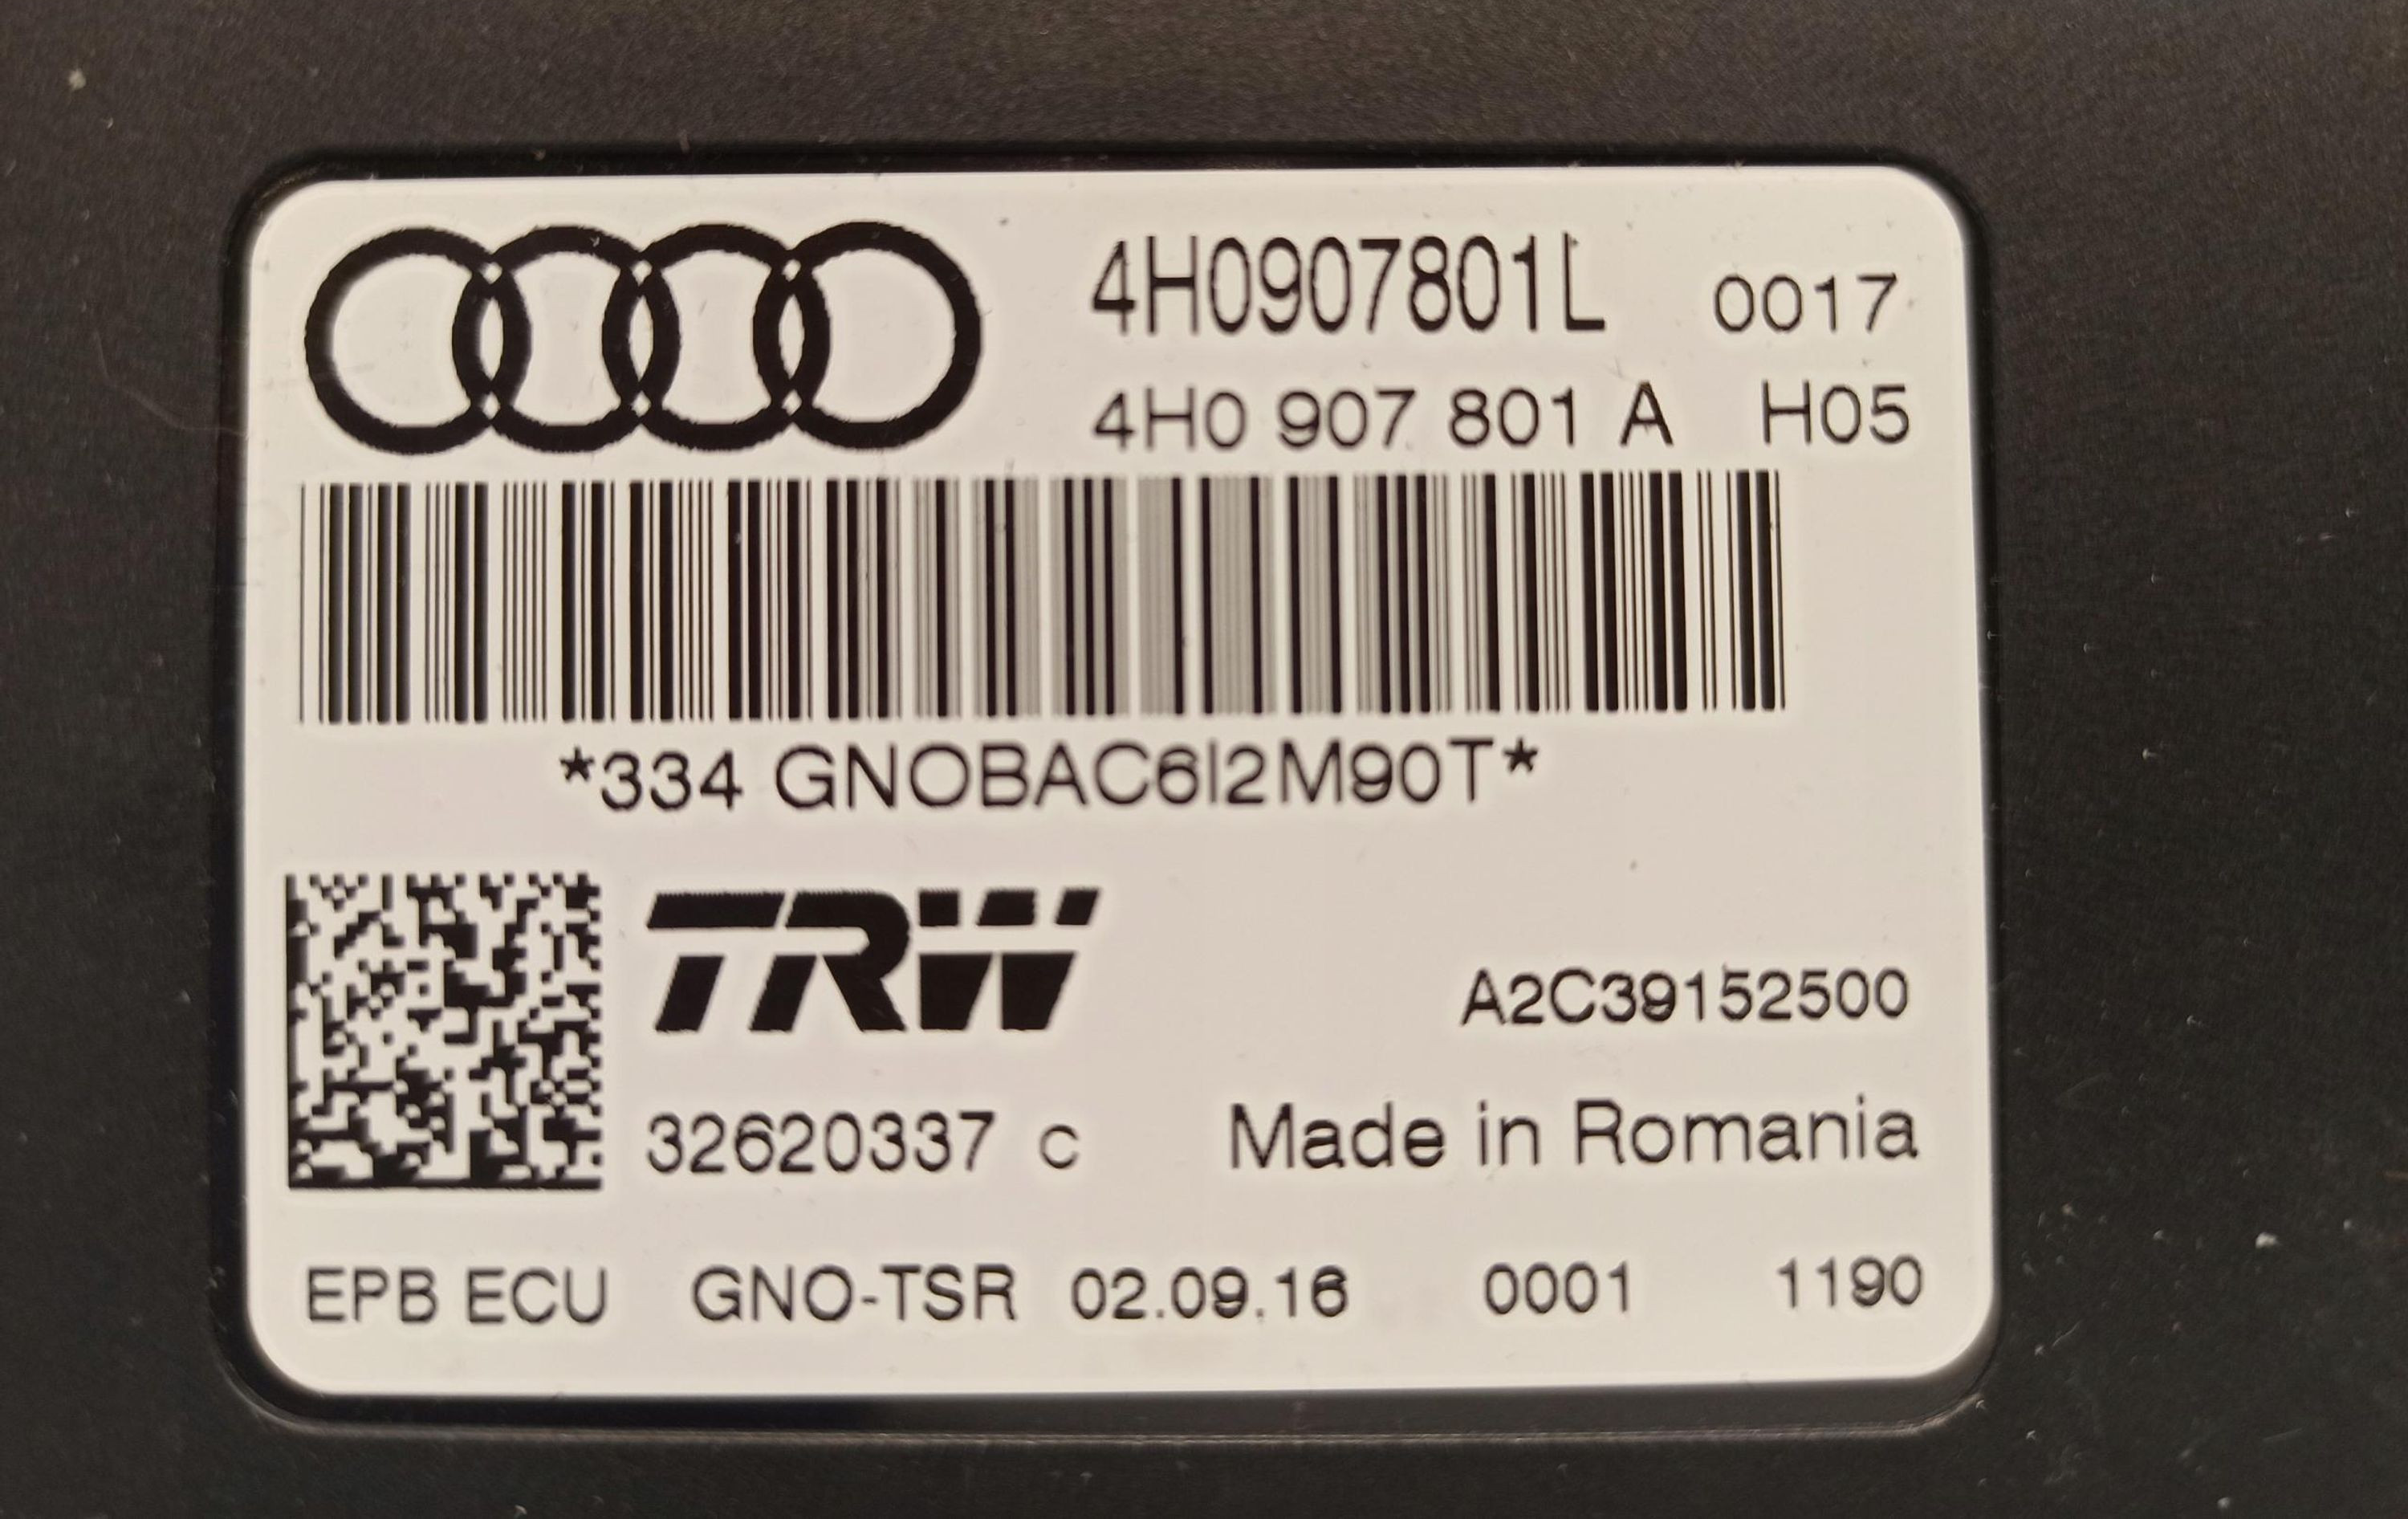 4H0907801L 0017
4H0 907 801 A H05
*334 GNOBAC6I2M90T*
TRW
A2C39152500
32620337 C Made in Romania
EPB ECU GNO-TSR 02.09.16 0001 1190